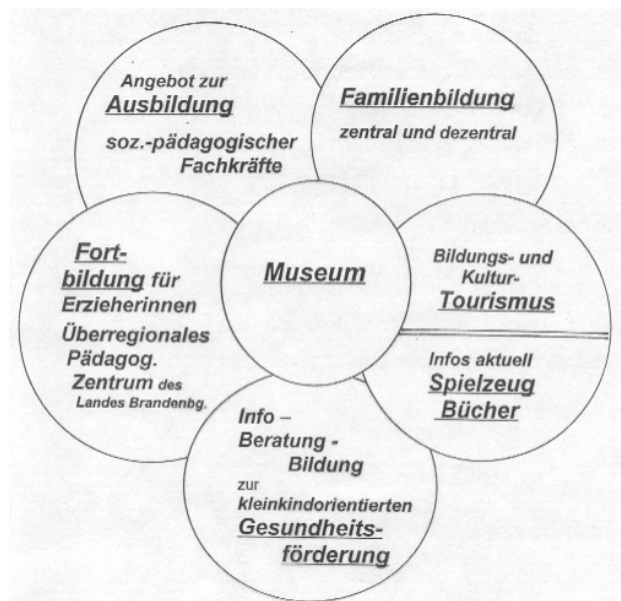 Angebot zur
Ausbildung
soz.-pädagogischer
Fachkräfte
Familienbildung
zentral und dezentral
Museum
Fort-
bildung für
Erzieherinnen
Überregionales
Pädagog.
Zentrum des
Landes Brandenbg.
Bildungs- und
Kultur-
Tourismus
Infos aktuell
Spielzeug
Bücher
Info –
Beratung -
Bildung
zur
kleinkindorientierten
Gesundheits-
förderung